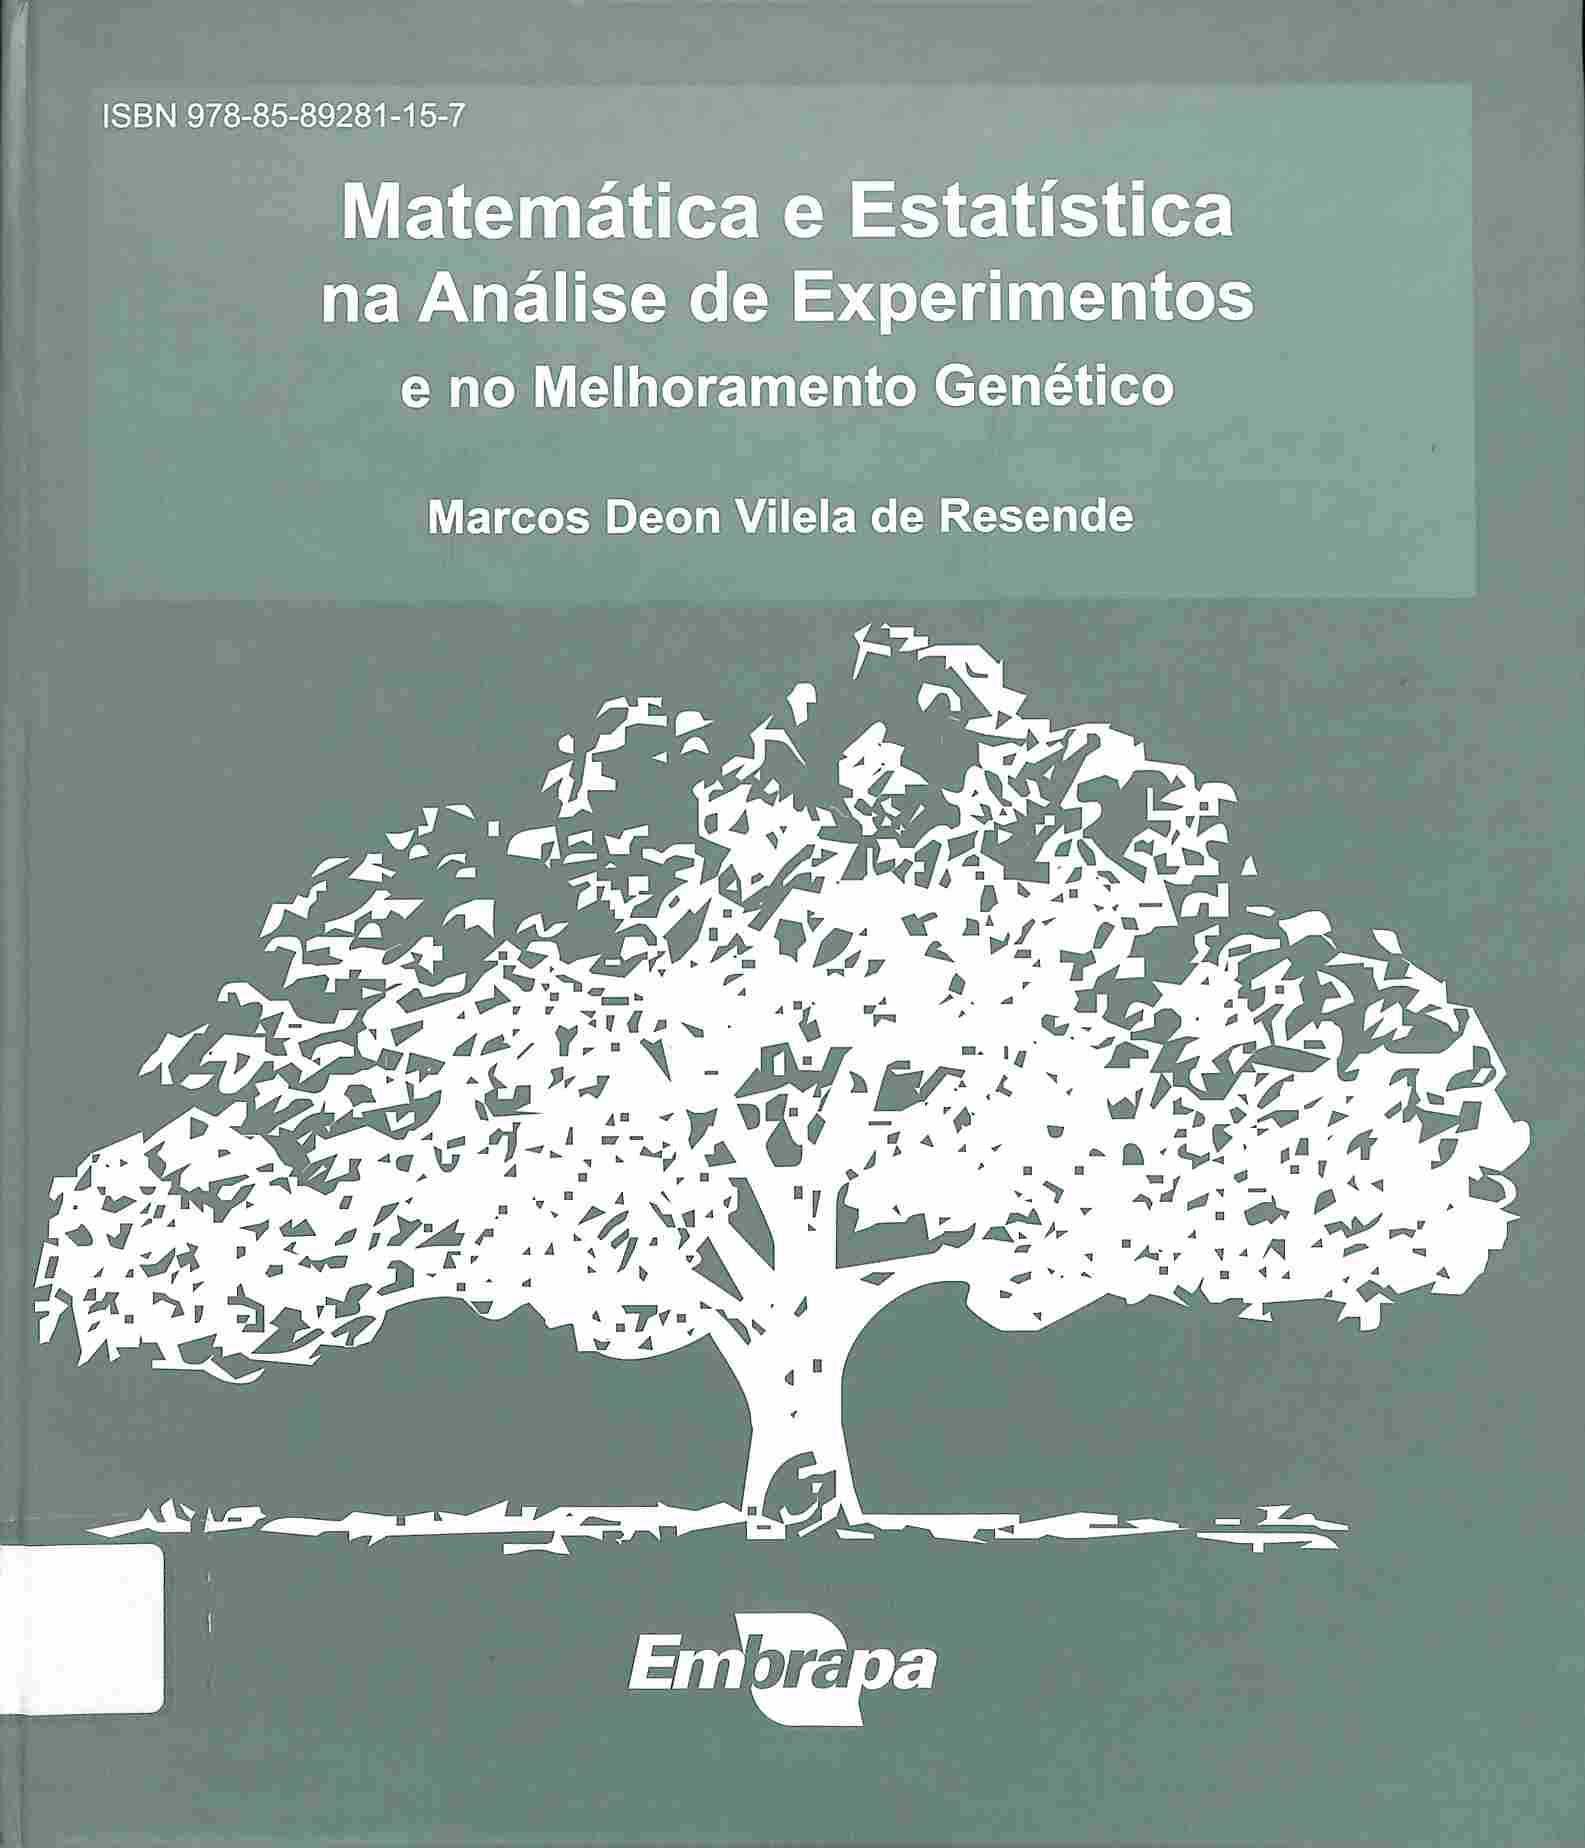 ISBN 978-85-89281-15-7
Matemática e Estatística
na Análise de Experimentos
e no Melhoramento Genético
Marcos Deon Vilela de Resende
Embrapa